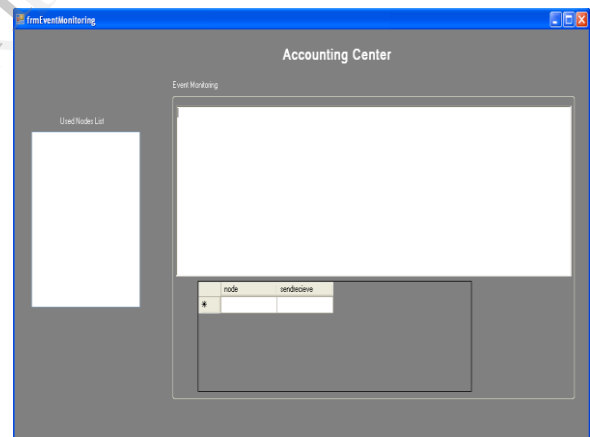 frmEventMonitoring
Accounting Center
Event Monitoring
Used Nodes List
node sendrecieve
*